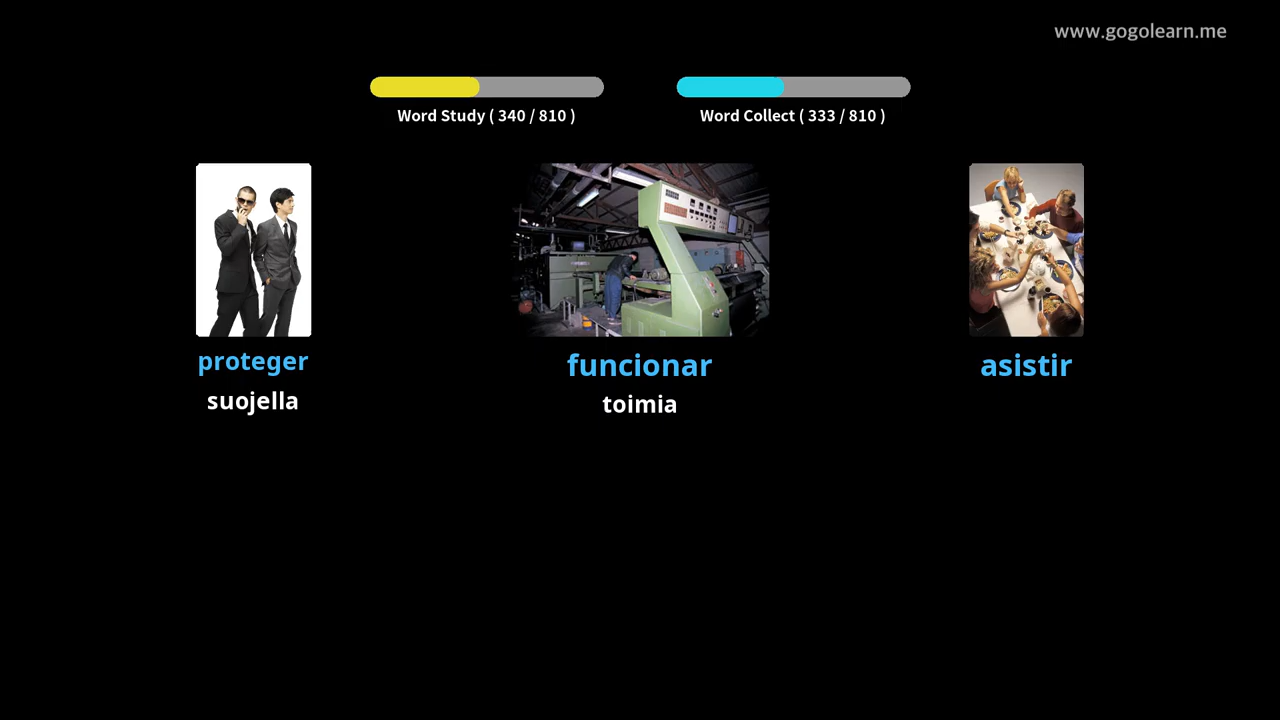 www.gogolearn.me
Word Study ( 340 / 810 )
Word Collect ( 333 / 810 )
proteger
suojella
funcionar
toimia
asistir